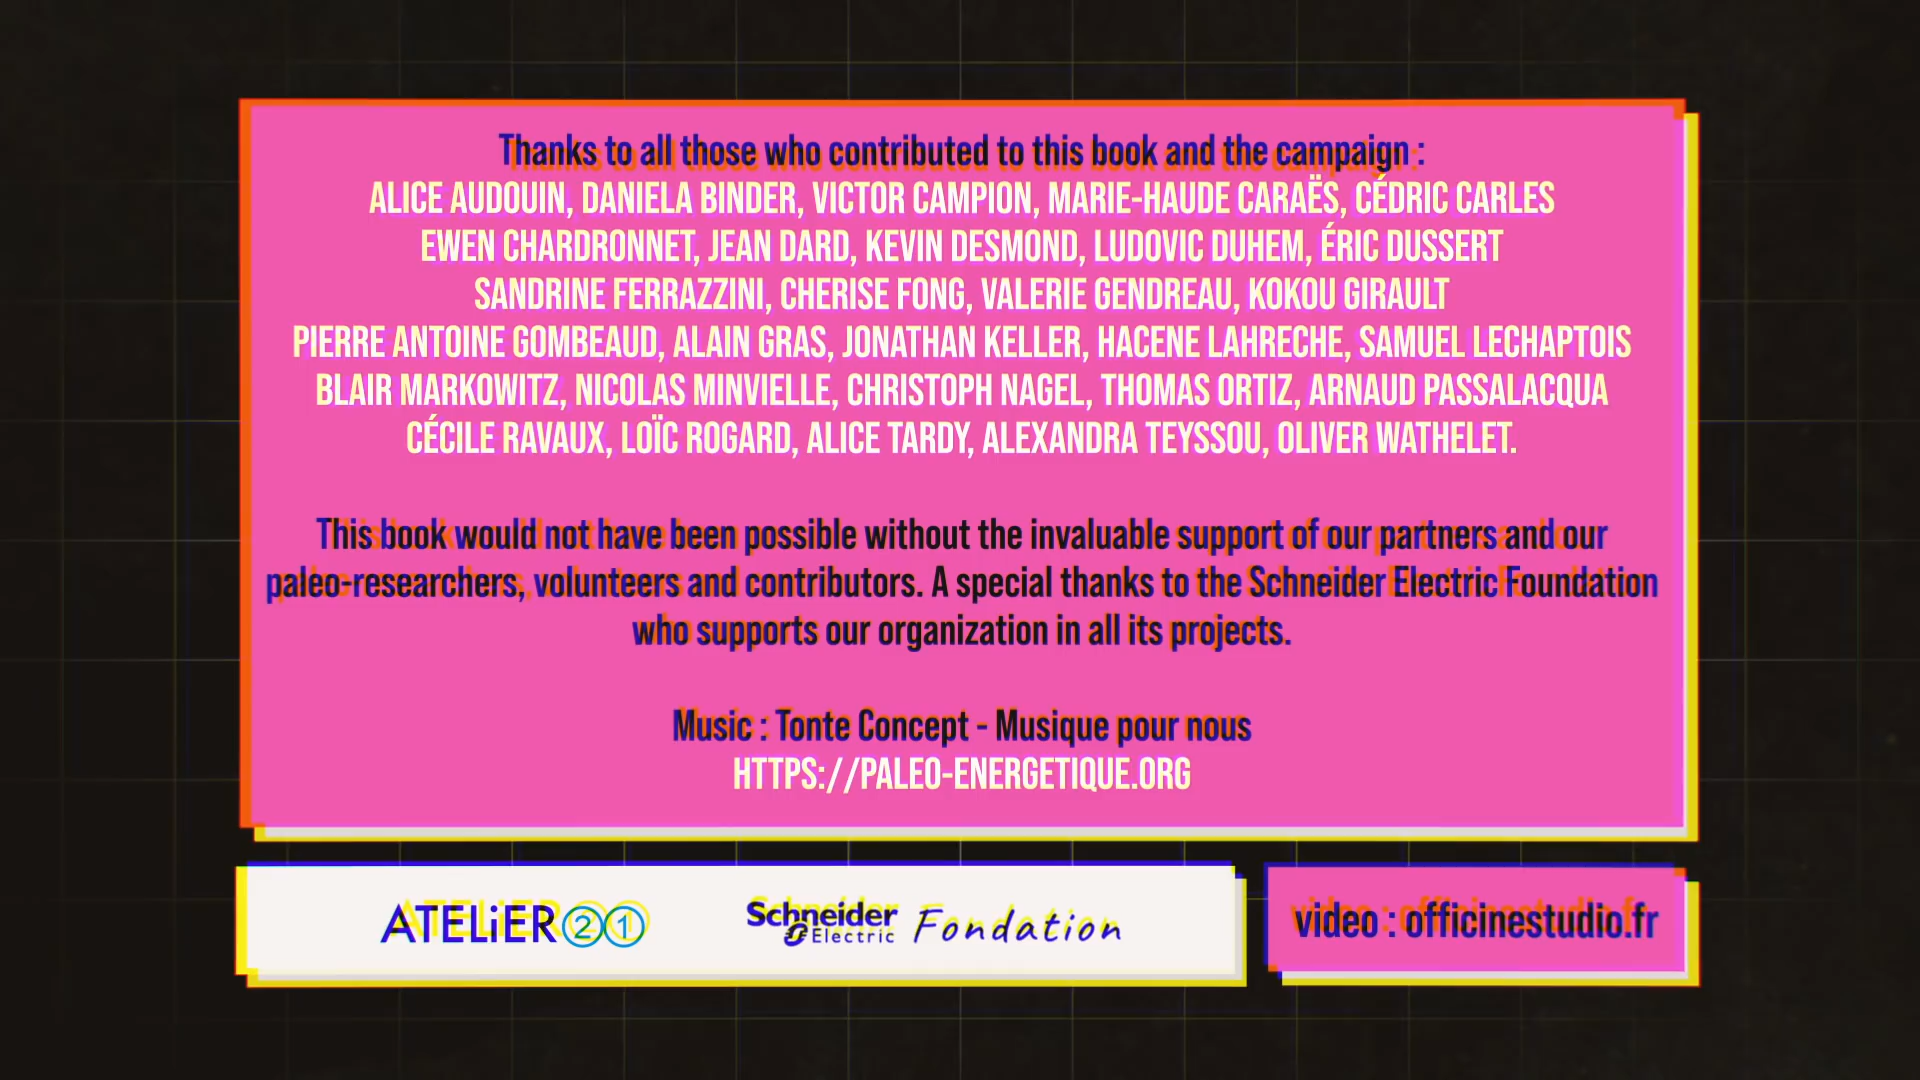 Thanks to all those who contributed to this book and the campaign :
ALICE AUDOUIN, DANIELA BINDER, VICTOR CAMPION, MARIE-HAUDE CARAËS, CÉDRIC CARLES
EWEN CHARDRONNET, JEAN DARD, KEVIN DESMOND, LUDOVIC DUHEM, ÉRIC DUSSERT
SANDRINE FERRAZZINI, CHERISE FONG, VALERIE GENDREAU, KOKOU GIRAULT
PIERRE ANTOINE GOMBEAUD, ALAIN GRAS, JONATHAN KELLER, HACENE LAHRECHE, SAMUEL LECHAPTOIS
BLAIR MARKOWITZ, NICOLAS MINVIELLE, CHRISTOPH NAGEL, THOMAS ORTIZ, ARNAUD PASSALACQUA
CÉCILE RAVAUX, LOÏC ROGARD, ALICE TARDY, ALEXANDRA TEYSSOU, OLIVER WATHELET.
This book would not have been possible without the invaluable support of our partners and our
paleo-researchers, volunteers and contributors. A special thanks to the Schneider Electric Foundation
who supports our organization in all its projects.
Music : Tonte Concept - Musique pour nous
HTTPS://PALEO-ENERGETIQUE.ORG
ATELiER 21
Schneider Electric Fondation
video : officinestudio.fr